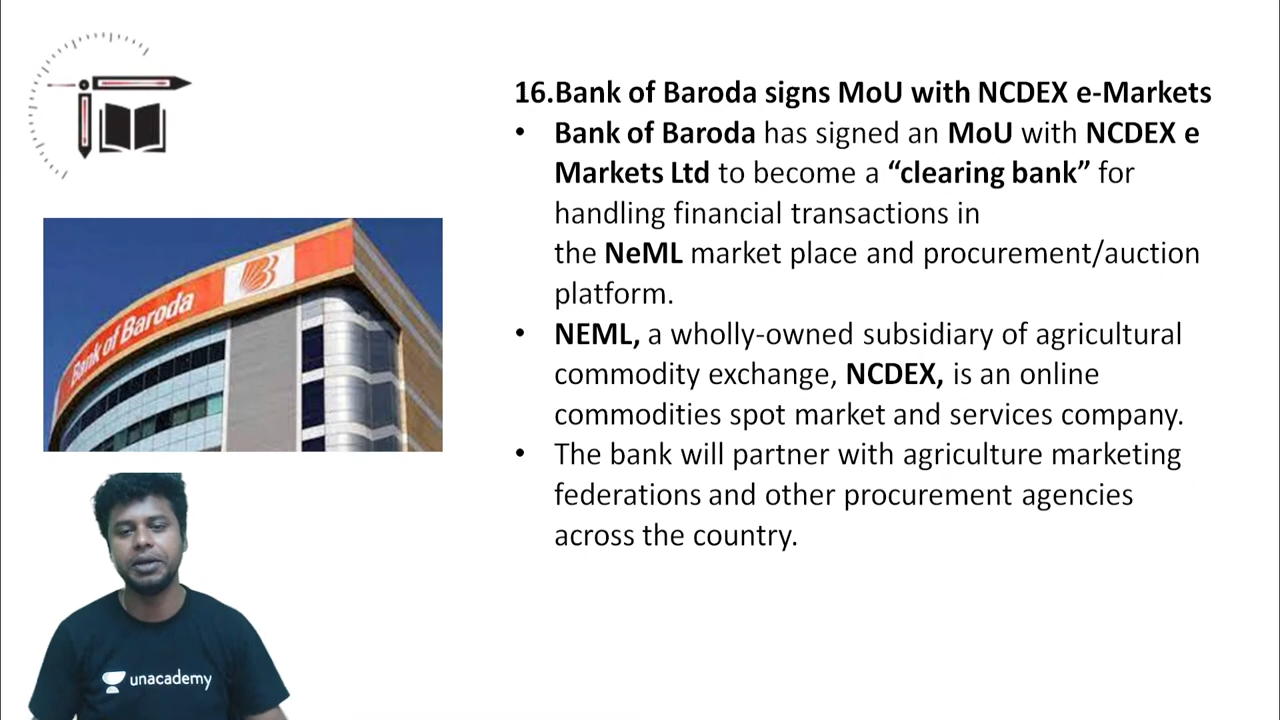 16.Bank of Baroda signs MoU with NCDEX e-Markets
• Bank of Baroda has signed an MoU with NCDEX e
Markets Ltd to become a “clearing bank” for
handling financial transactions in
the NeML market place and procurement/auction
platform.
• NEML, a wholly-owned subsidiary of agricultural
commodity exchange, NCDEX, is an online
commodities spot market and services company.
• The bank will partner with agriculture marketing
federations and other procurement agencies
across the country.
Bank of Baroda
unacademy